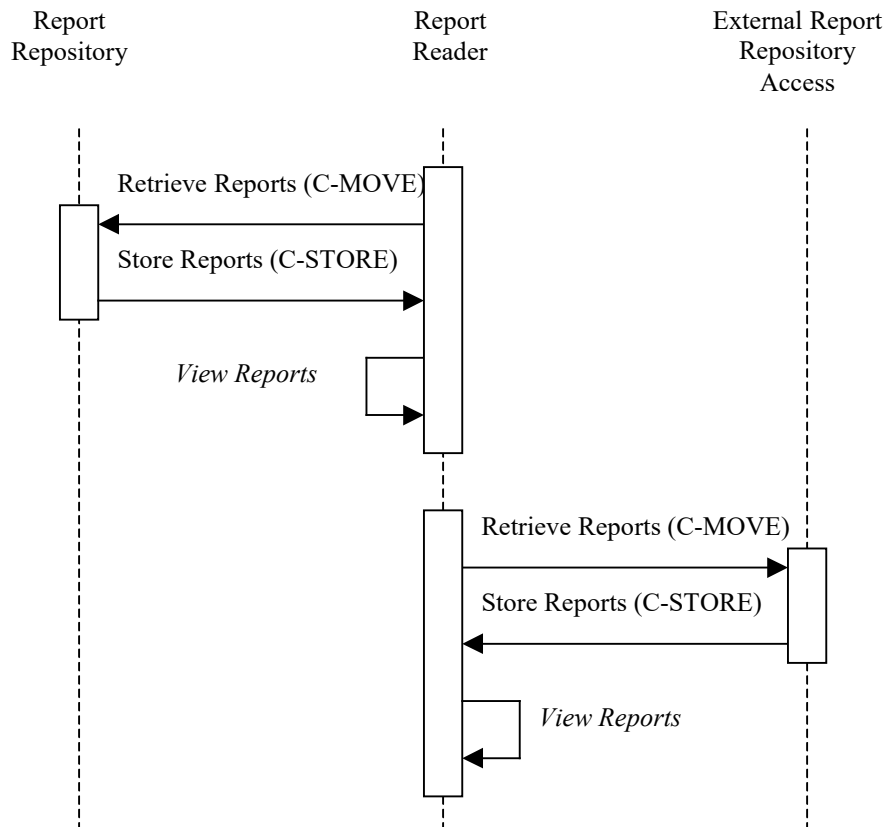 Report
Repository
Report
Reader
External Report
Repository
Access
Retrieve Reports (C-MOVE)
Store Reports (C-STORE)
View Reports
Retrieve Reports (C-MOVE)
Store Reports (C-STORE)
View Reports